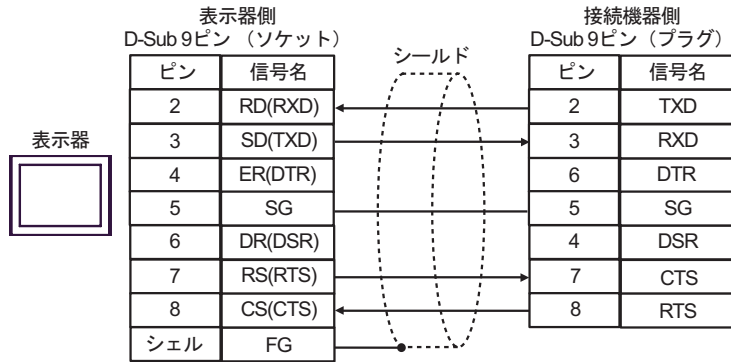 表示器側
D-Sub 9ピン （ソケット）
接続機器側
D-Sub 9ピン（プラグ）
シールド
表示器
ピン 信号名
2 RD(RXD)
3 SD(TXD)
4 ER(DTR)
5 SG
6 DR(DSR)
7 RS(RTS)
8 CS(CTS)
シェル FG
ピン 信号名
2 TXD
3 RXD
6 DTR
5 SG
4 DSR
7 CTS
8 RTS